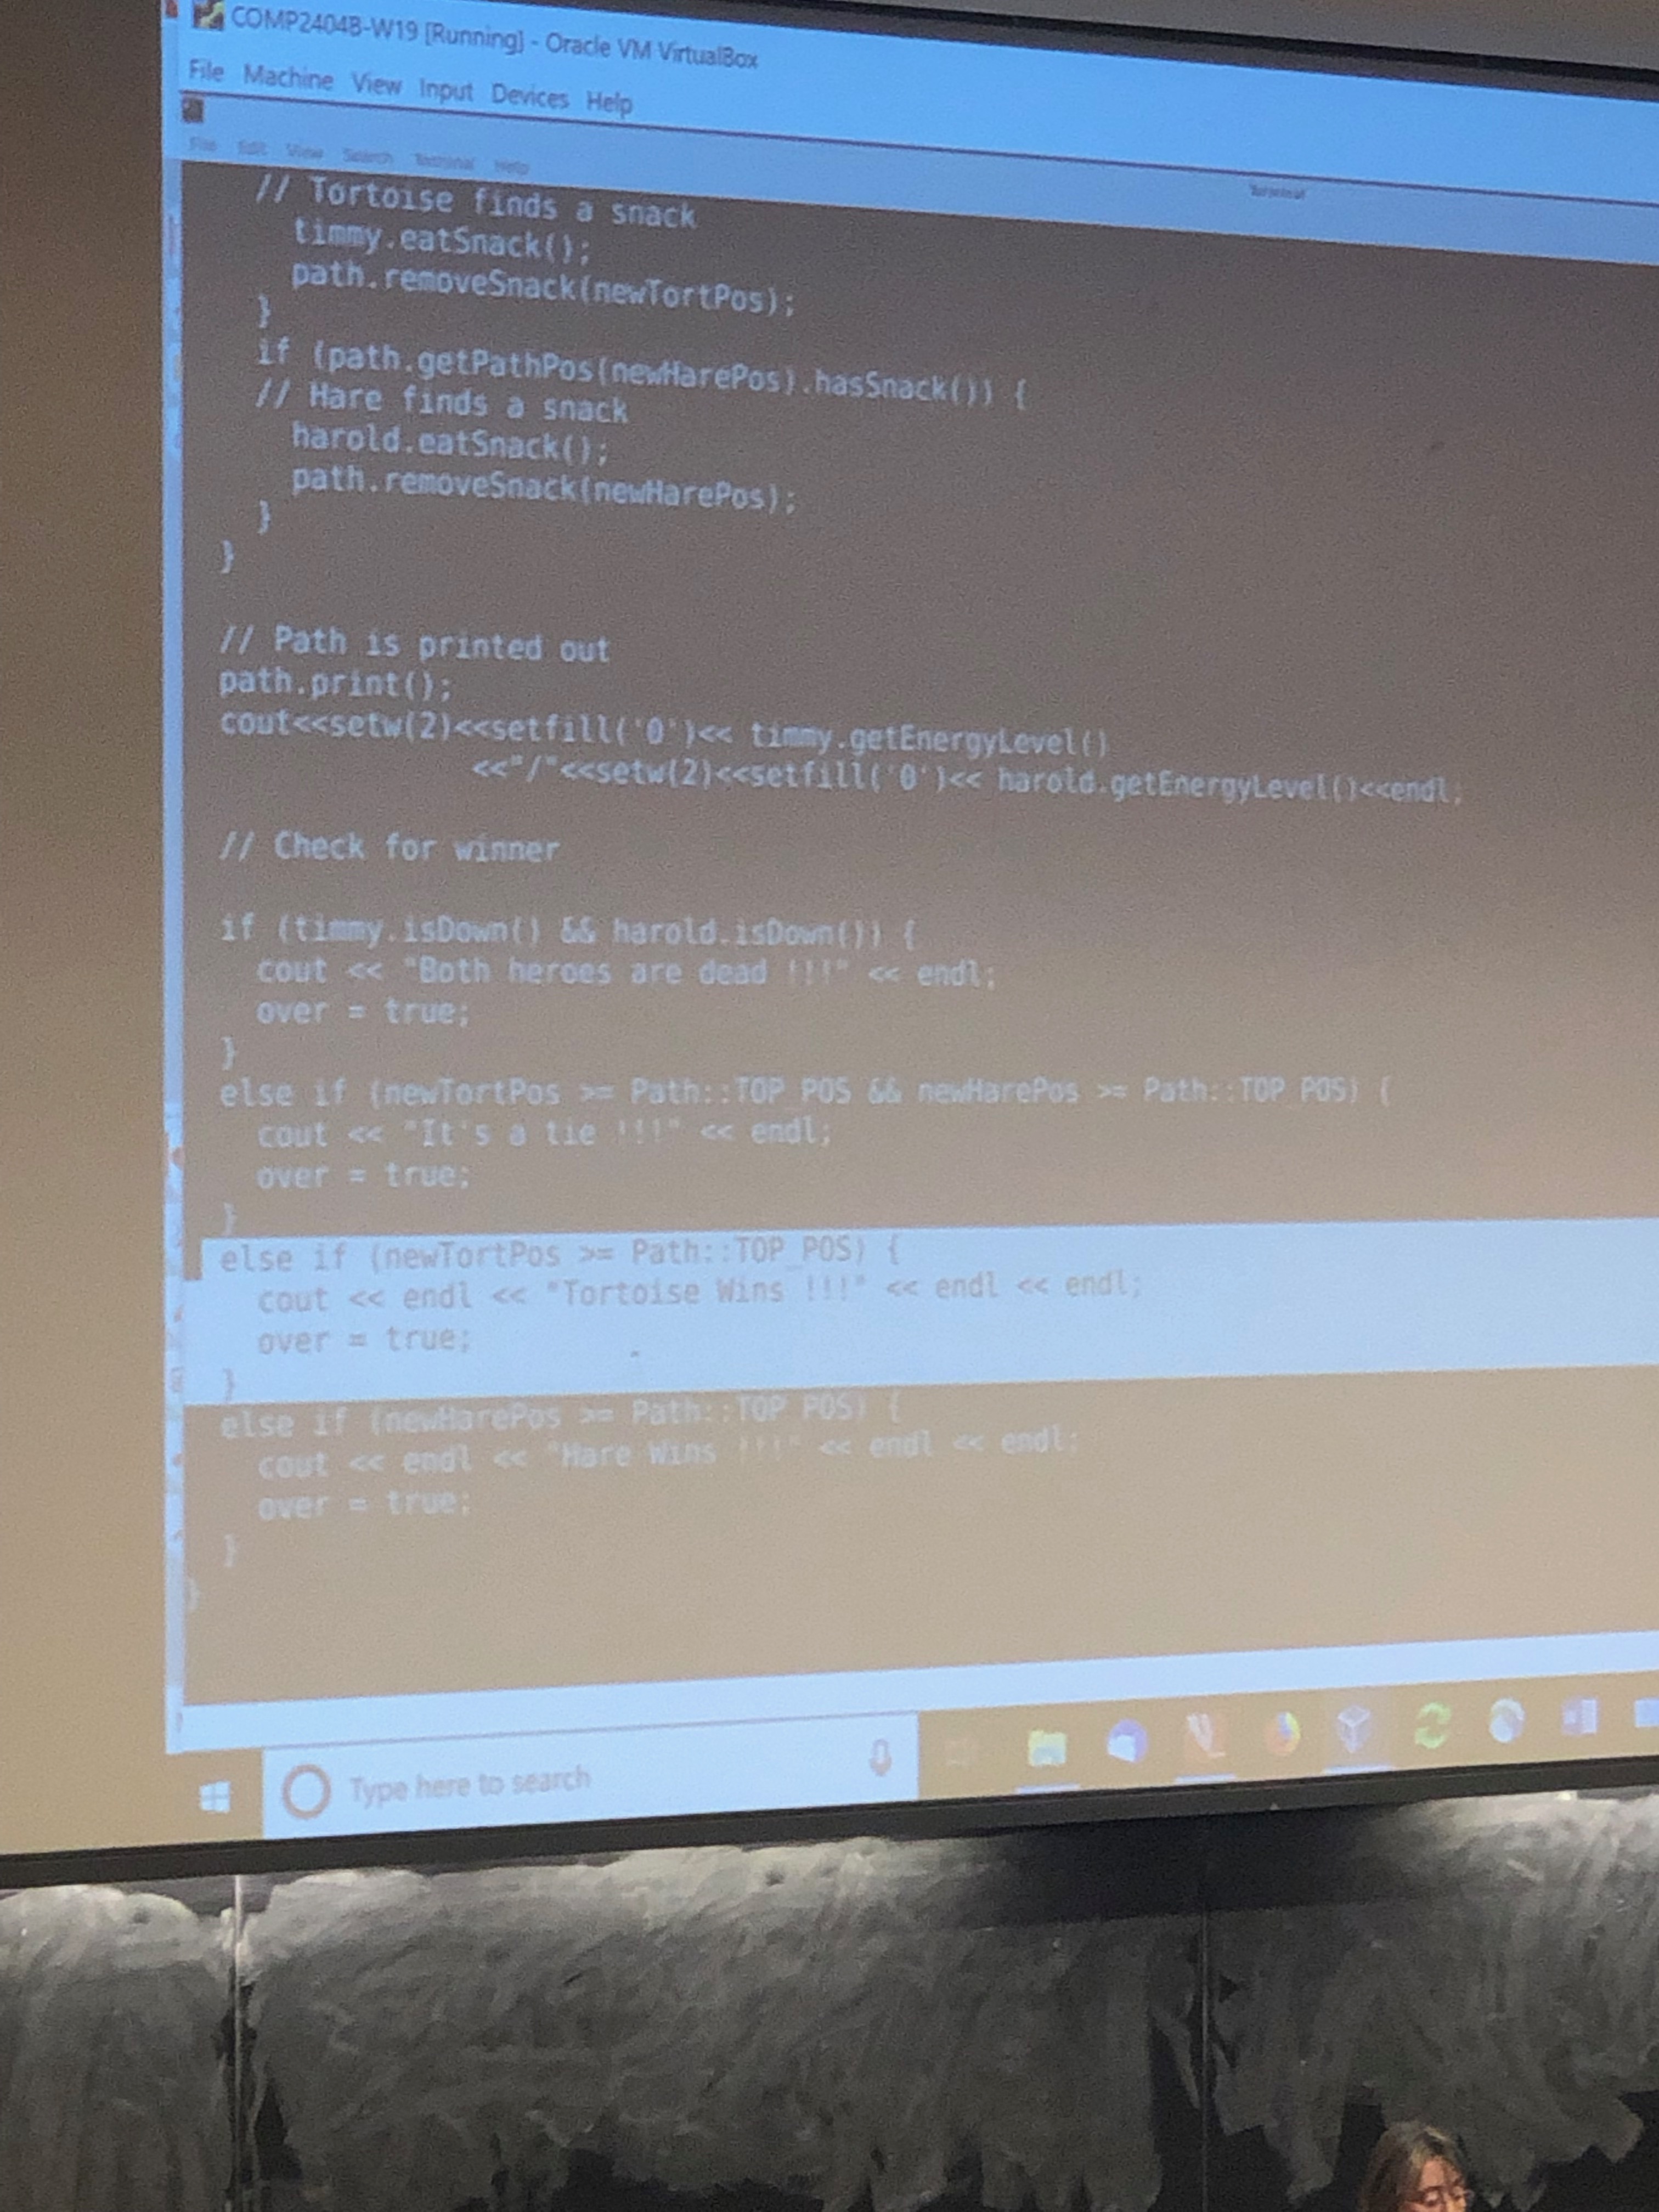 COMP2404B-W19 [Running] - Oracle VM VirtualBox
File Machine View Input Devices Help
File Edit View Search Terminal Help
Terminal
// Tortoise finds a snack
timmy.eatSnack();
path.removeSnack(newTortPos);
}
if (path.getPathPos(newHarePos).hasSnack()) {
// Hare finds a snack
harold.eatSnack();
path.removeSnack(newHarePos);
}
}
// Path is printed out
path.print();
cout<<setw(2)<<setfill('0')<< timmy.getEnergyLevel()
<<"/"<<setw(2)<<setfill('0')<< harold.getEnergyLevel()<<endl;
// Check for winner
if (timmy.isDown() && harold.isDown()) {
cout << "Both heroes are dead !!!" << endl;
over = true;
}
else if (newTortPos >= Path::TOP_POS && newHarePos >= Path::TOP_POS) {
cout << "It's a tie !!!" << endl;
over = true;
}
else if (newTortPos >= Path::TOP_POS) {
cout << endl << "Tortoise Wins !!!" << endl << endl;
over = true;
}
else if (newHarePos >= Path::TOP_POS) {
cout << endl << "Hare Wins !!!" << endl << endl;
over = true;
}
}
Type here to search